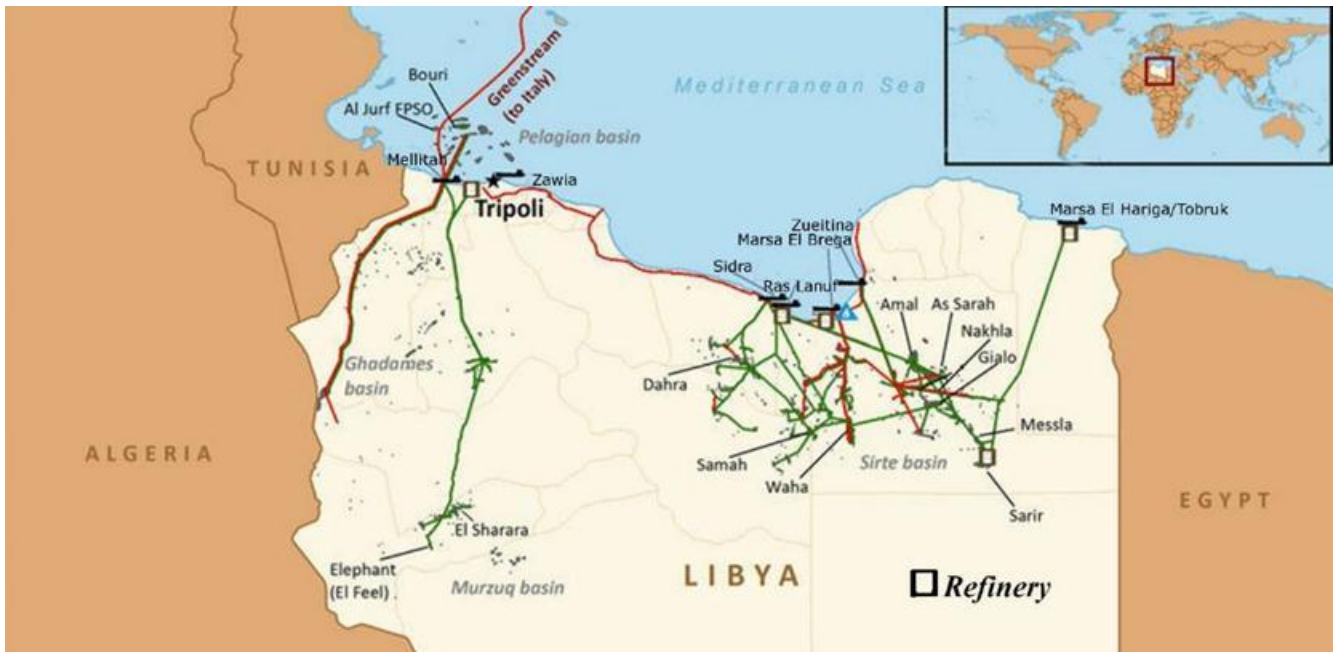 Bouri
Al Jurf FPSO
Greenstream
(to Italy)
Mediterranean Sea
Pelagian basin
TUNISIA
Mellitah
Zawia
Tripoli
Marsa El Hariga/Tobruk
Zueitina
Marsa El Brega
Sidra
Ras Lanuf
Amal
As Sarah
Nakhla
Gialo
Ghadames
basin
Dahra
Messla
ALGERIA
Samah
Sirte basin
Waha
EGYPT
Sarir
El Sharara
Elephant
(El Feel)
Murzuq basin
LIBYA
Refinery